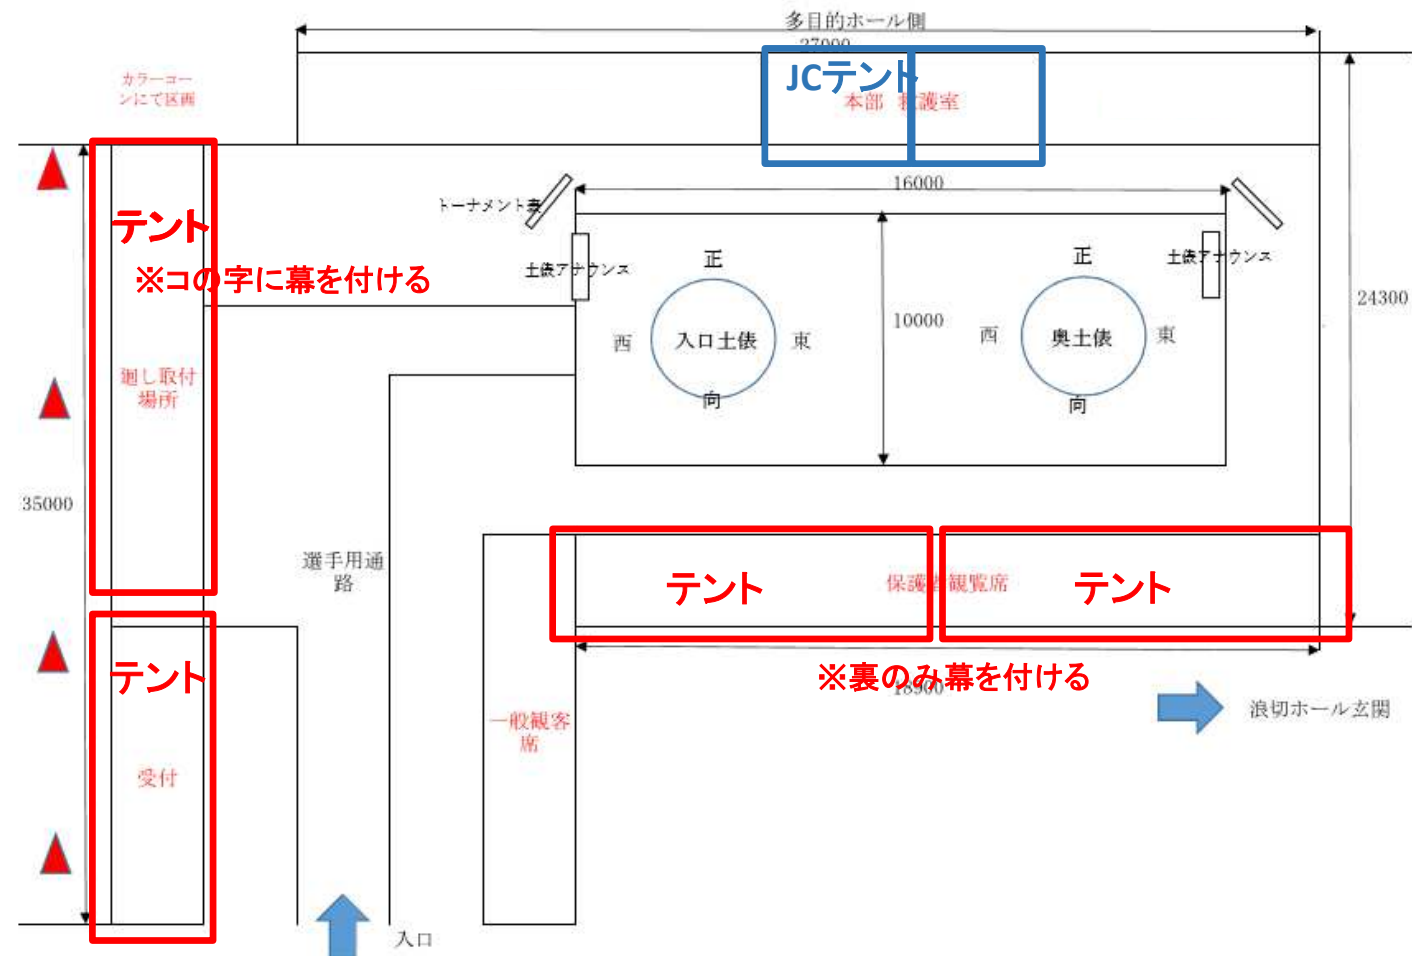 多目的ホール側
27000
カラーコー
ンにて区画
JCテント
本部 救護室
16000
トーナメント表
テント
※コの字に幕を付ける
土俵アナウンス
土俵アナウンス
正
正
西
入口土俵
東
10000
西
奥土俵
東
24300
向
向
廻し取付
場所
35000
選手用通
路
テント
保護者観覧席
テント
テント
※裏のみ幕を付ける
18900
浪切ホール玄関
一般観客
席
受付
入口